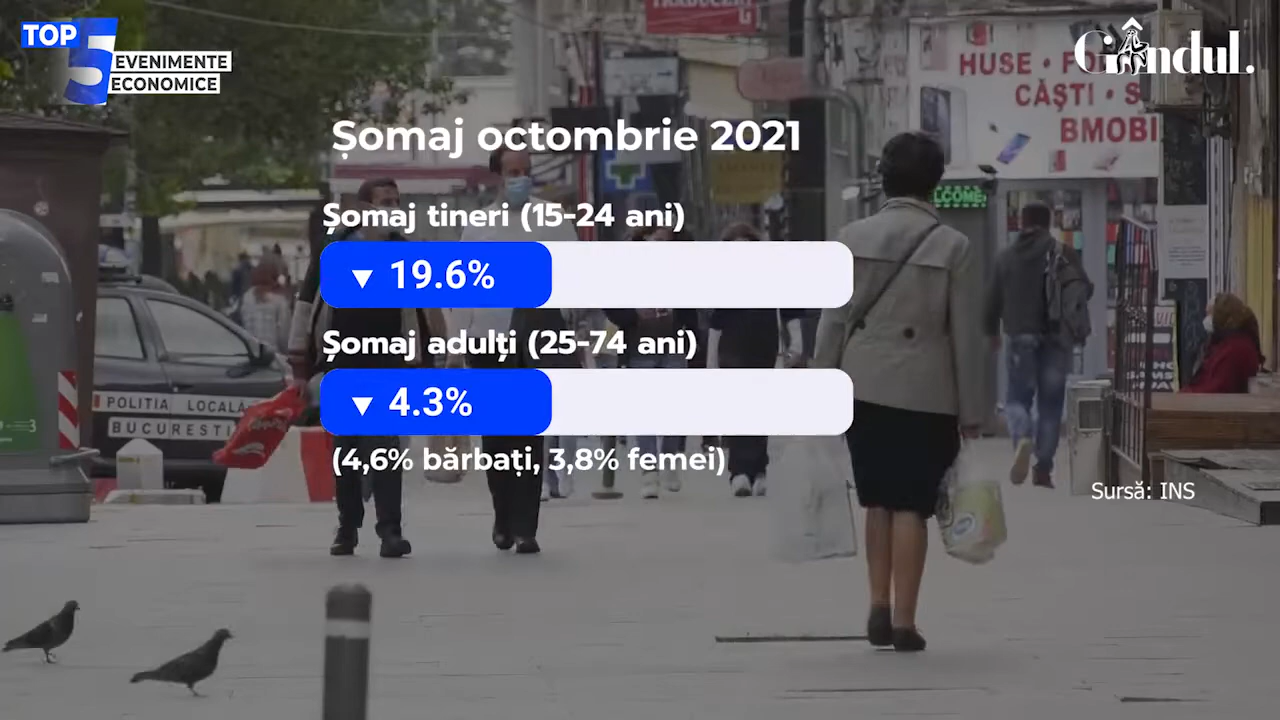 TOP 5
EVENIMENTE
ECONOMICE
Gândul.
TRADUCERI
HUSE • F
CĂȘTI • S
BMOBI
Șomaj octombrie 2021
Șomaj tineri (15-24 ani)
▼ 19.6%
Șomaj adulți (25-74 ani)
▼ 4.3%
(4,6% bărbați, 3,8% femei)
Sursă: INS
POLITIA LOCALA
BUCURESTI